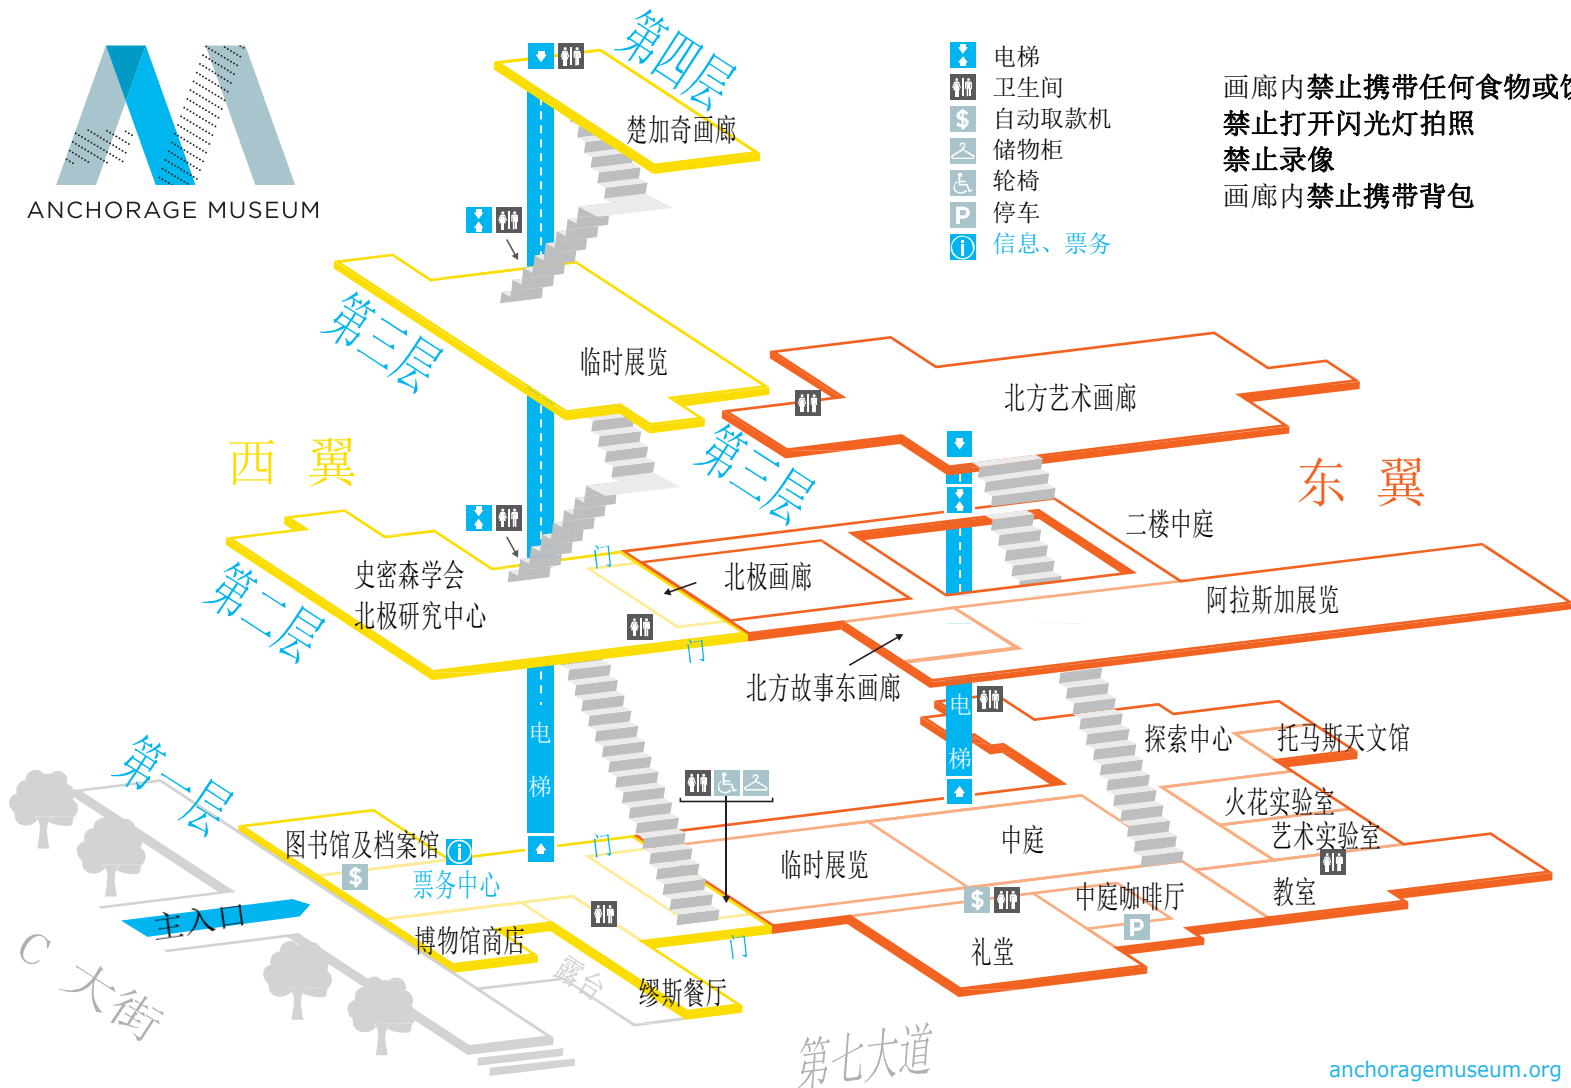 第四层
电梯
卫生间
画廊内禁止携带任何食物或
自动取款机
禁止打开闪光灯拍照
楚加奇画廊
储物柜
禁止录像
轮椅
画廊内禁止携带背包
ANCHORAGE MUSEUM
停车
信息、票务
第三层
临时展览
北方艺术画廊
西翼
第三层
东翼
二楼中庭
门
史密森学会
北极研究中心
北极画廊
阿拉斯加展览
第二层
门
北方故事东画廊
电梯
电梯
探索中心
托马斯天文馆
第一层
火花实验室
艺术实验室
图书馆及档案馆
门
中庭
临时展览
票务中心
中庭咖啡厅
教室
主入口
博物馆商店
门
礼堂
露台
缪斯餐厅
C 大街
第七大道
anchoragemuseum.org